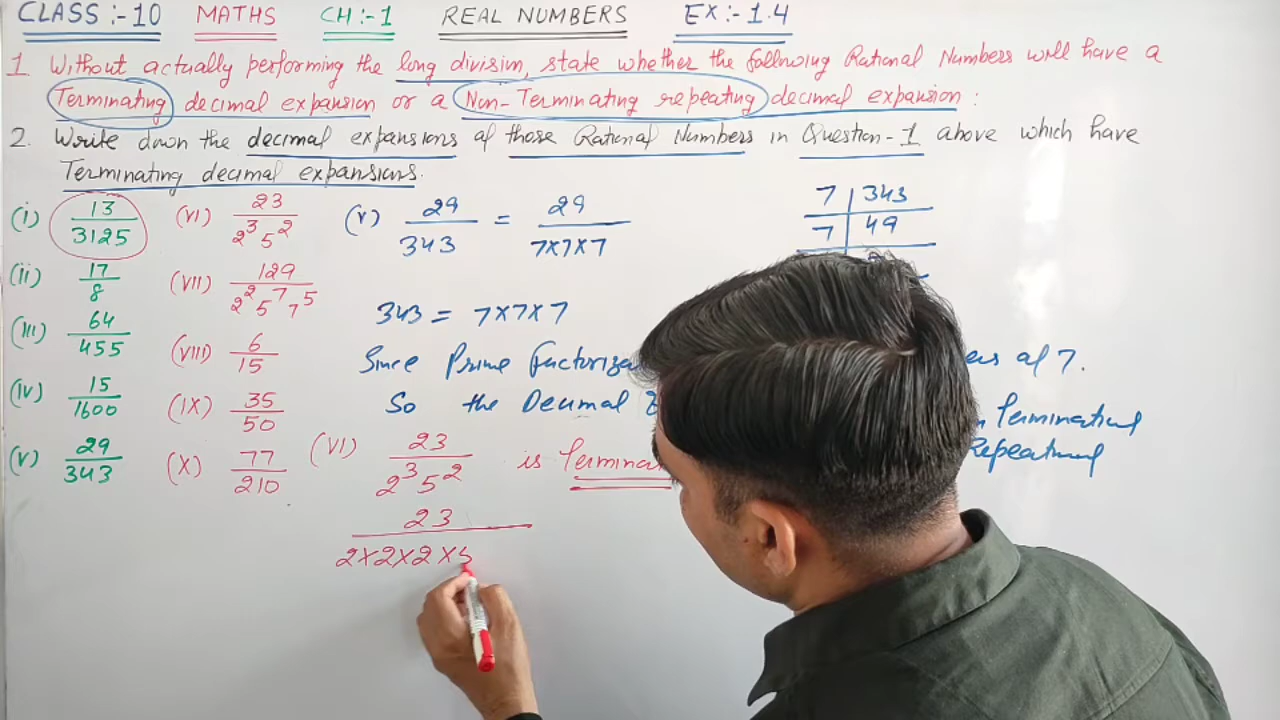 CLASS :- 10 MATHS CH :- 1 REAL NUMBERS EX :- 1.4
1 Without actually performing the long division, state whether the following Rational Numbers will have a
Terminating decimal expansion or a Non-Terminating repeating decimal expansion :
2. Write down the decimal expansions of those Rational Numbers in Question-1 above which have
Terminating decimal expansions.
(i) 13/3125
(ii) 17/8
(iii) 64/455
(iv) 15/1600
(v) 29/343
(VI) 23/2³5²
(VII) 129/2²5⁷7⁵
(VIII) 6/15
(IX) 35/50
(X) 77/210
(v) 29/343 = 29/7×7×7
7 | 343
7 | 49
343 = 7×7×7
Since Prime of 7.
So the Decimal
Repeating
(VI) 23/2³5² is
23/2×2×2×5